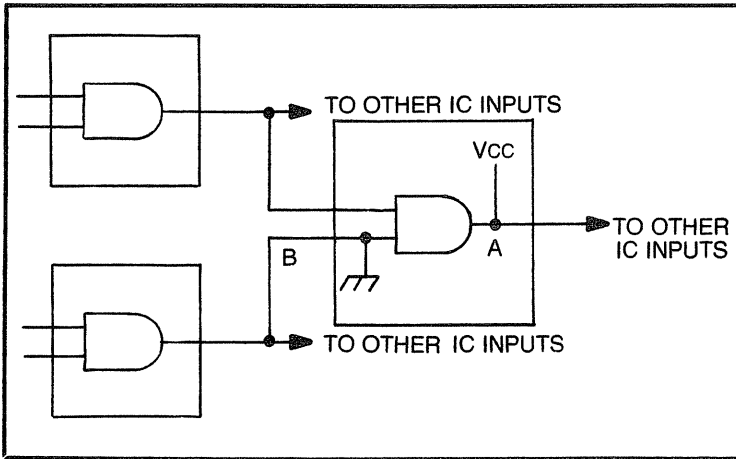 TO OTHER IC INPUTS
VCC
A
TO OTHER
IC INPUTS
B
TO OTHER IC INPUTS